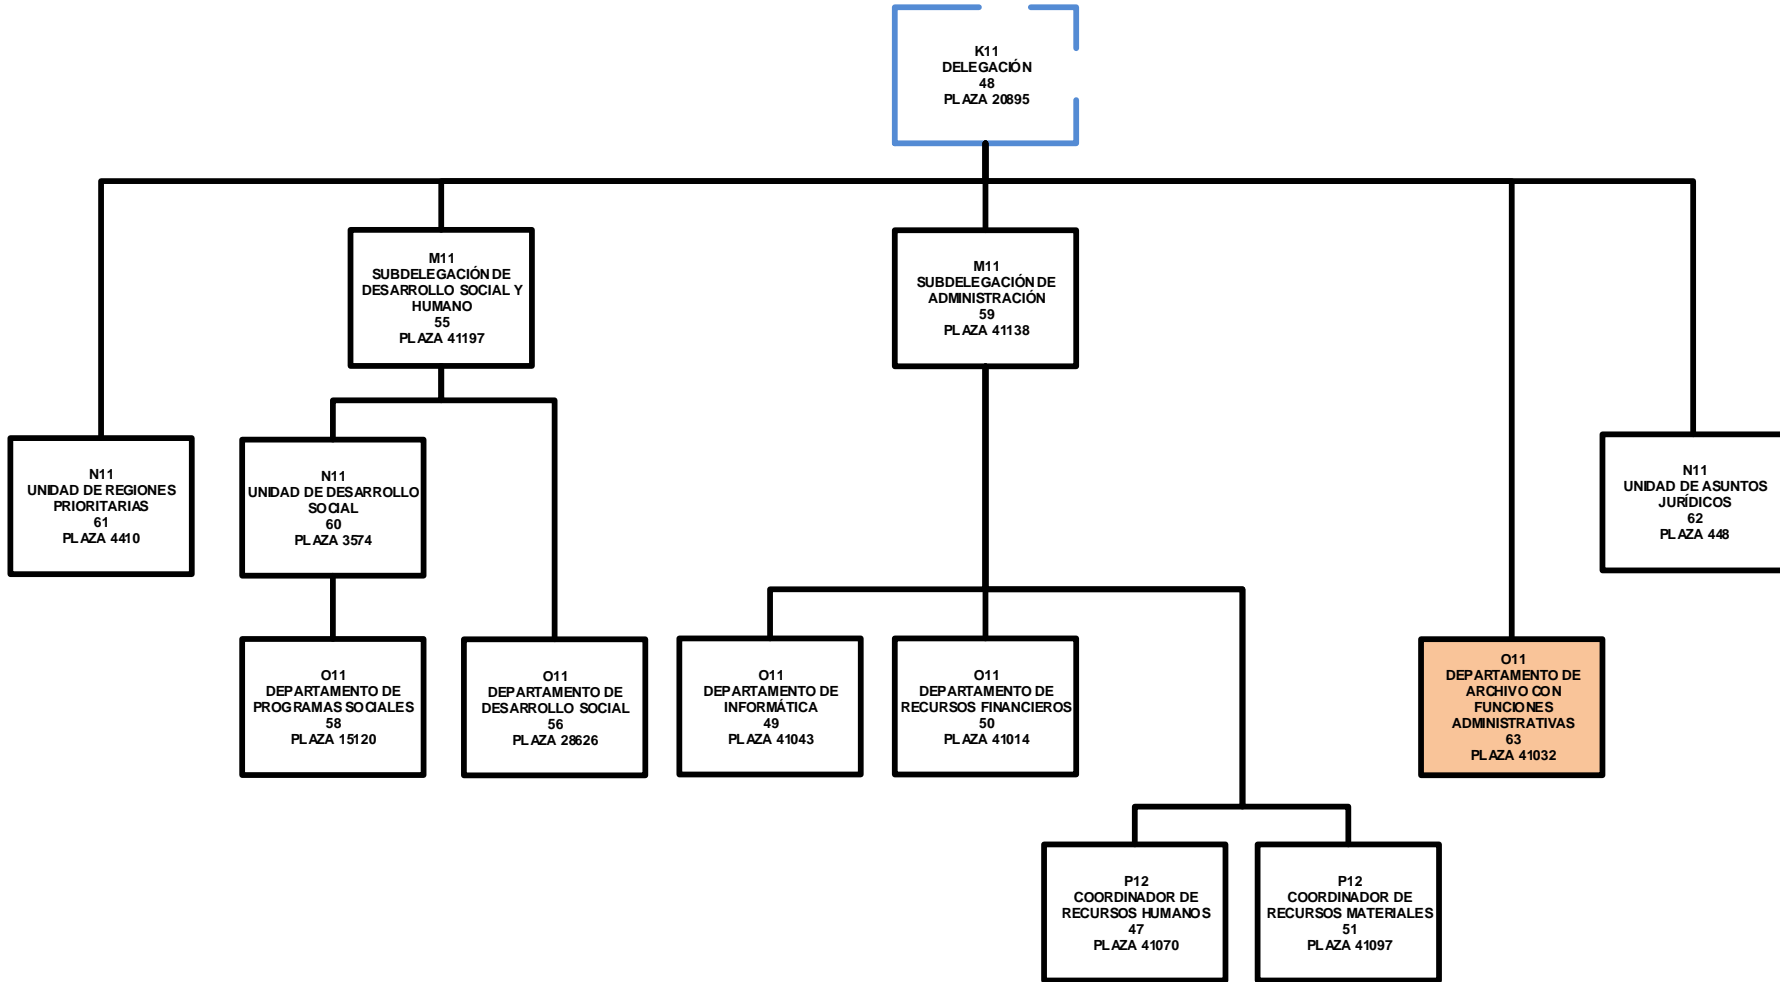 K11
DELEGACIÓN
48
PLAZA 20895
M11
SUBDELEGACIÓN DE
DESARROLLO SOCIAL Y
HUMANO
55
PLAZA 41197
M11
SUBDELEGACIÓN DE
ADMINISTRACIÓN
59
PLAZA 41138
N11
UNIDAD DE REGIONES
PRIORITARIAS
61
PLAZA 4410
N11
UNIDAD DE DESARROLLO
SOCIAL
60
PLAZA 3574
N11
UNIDAD DE ASUNTOS
JURÍDICOS
62
PLAZA 448
O11
DEPARTAMENTO DE
PROGRAMAS SOCIALES
58
PLAZA 15120
O11
DEPARTAMENTO DE
DESARROLLO SOCIAL
56
PLAZA 28626
O11
DEPARTAMENTO DE
INFORMÁTICA
49
PLAZA 41043
O11
DEPARTAMENTO DE
RECURSOS FINANCIEROS
50
PLAZA 41014
O11
DEPARTAMENTO DE
ARCHIVO CON
FUNCIONES
ADMINISTRATIVAS
63
PLAZA 41032
P12
COORDINADOR DE
RECURSOS HUMANOS
47
PLAZA 41070
P12
COORDINADOR DE
RECURSOS MATERIALES
51
PLAZA 41097